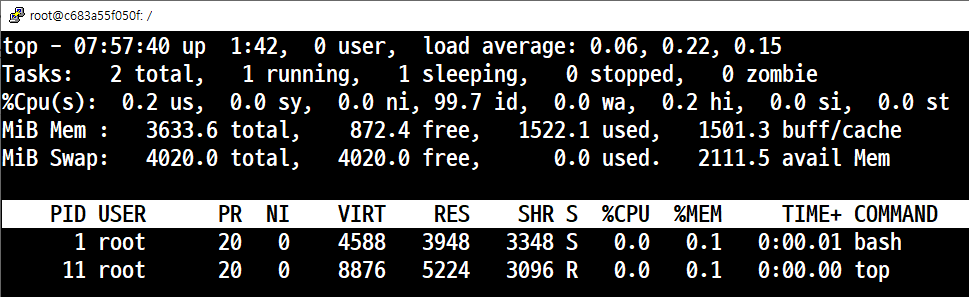 root@c683a55f050f: /
top - 07:57:40 up  1:42,  0 user,  load average: 0.06, 0.22, 0.15
Tasks:   2 total,   1 running,   1 sleeping,   0 stopped,   0 zombie
%Cpu(s):  0.2 us,  0.0 sy,  0.0 ni, 99.7 id,  0.0 wa,  0.2 hi,  0.0 si,  0.0 st
MiB Mem :   3633.6 total,    872.4 free,   1522.1 used,   1501.3 buff/cache
MiB Swap:   4020.0 total,   4020.0 free,      0.0 used.   2111.5 avail Mem
PID USER      PR  NI    VIRT    RES    SHR S  %CPU  %MEM     TIME+ COMMAND
1 root      20   0    4588   3948   3348 S   0.0   0.1   0:00.01 bash
11 root      20   0    8876   5224   3096 R   0.0   0.1   0:00.00 top